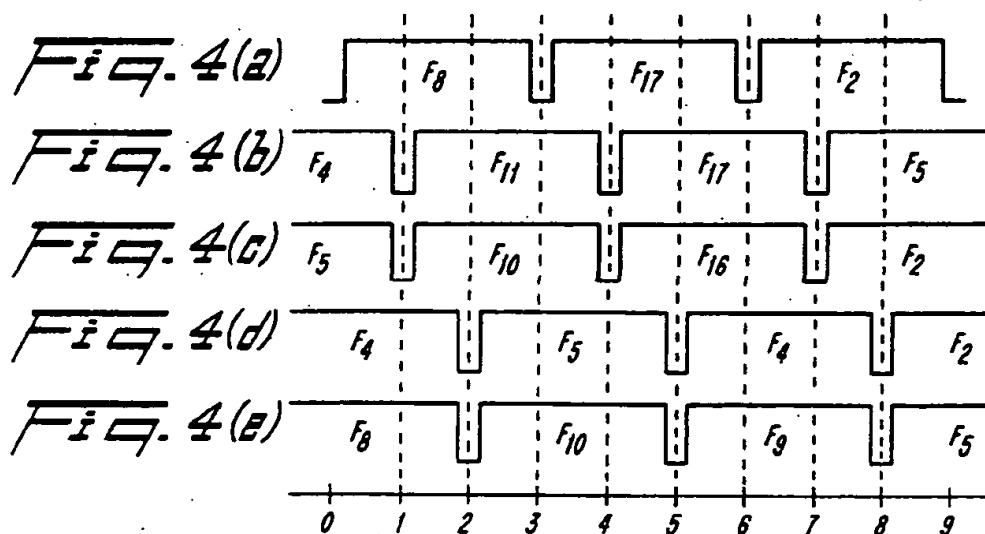 Fig. 4(a) F8 F17 F2
Fig. 4(b) F4 F11 F17 F5
Fig. 4(c) F5 F10 F16 F2
Fig. 4(d) F4 F5 F4 F2
Fig. 4(e) F8 F10 F9 F5
0 1 2 3 4 5 6 7 8 9